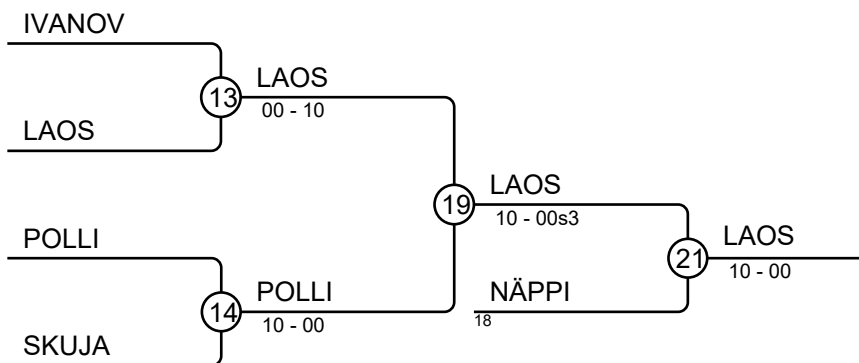 IVANOV
13
LAOS
00 - 10
LAOS
19
LAOS
10 - 00s3
POLLI
21
LAOS
10 - 00
14
POLLI
10 - 00
NÄPPI
18
SKUJA